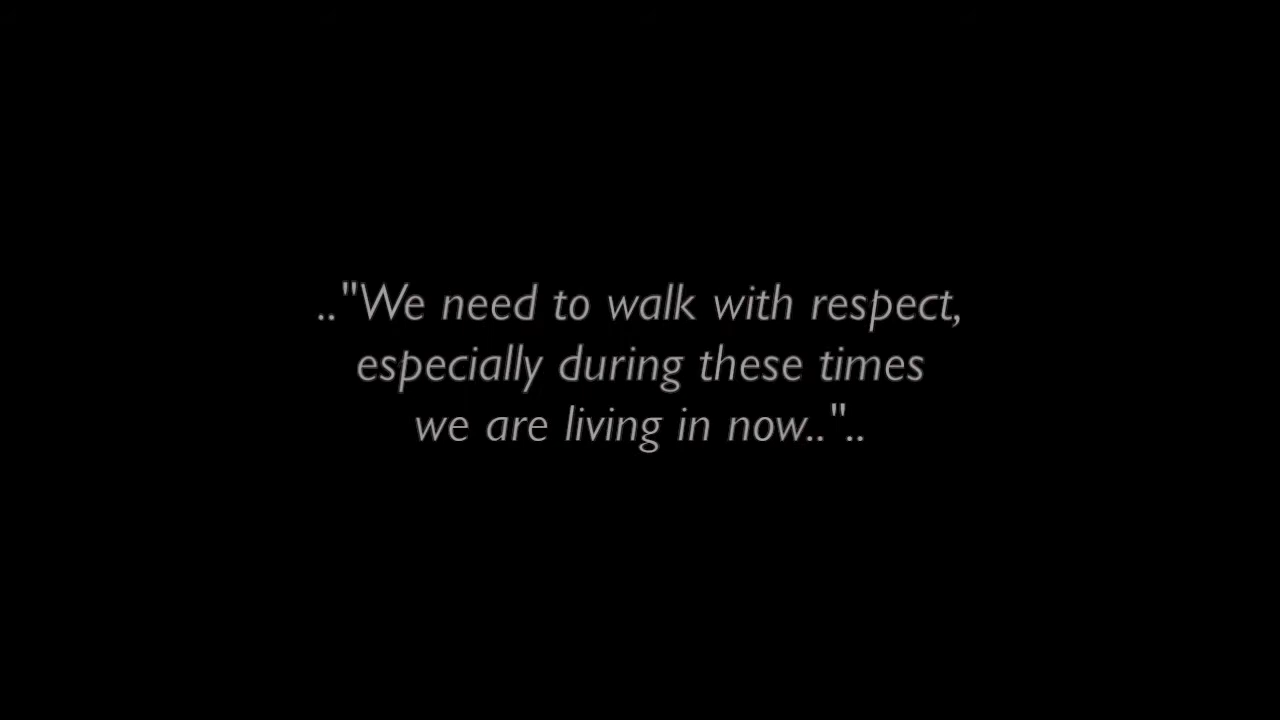 .."We need to walk with respect,
especially during these times
we are living in now.."..